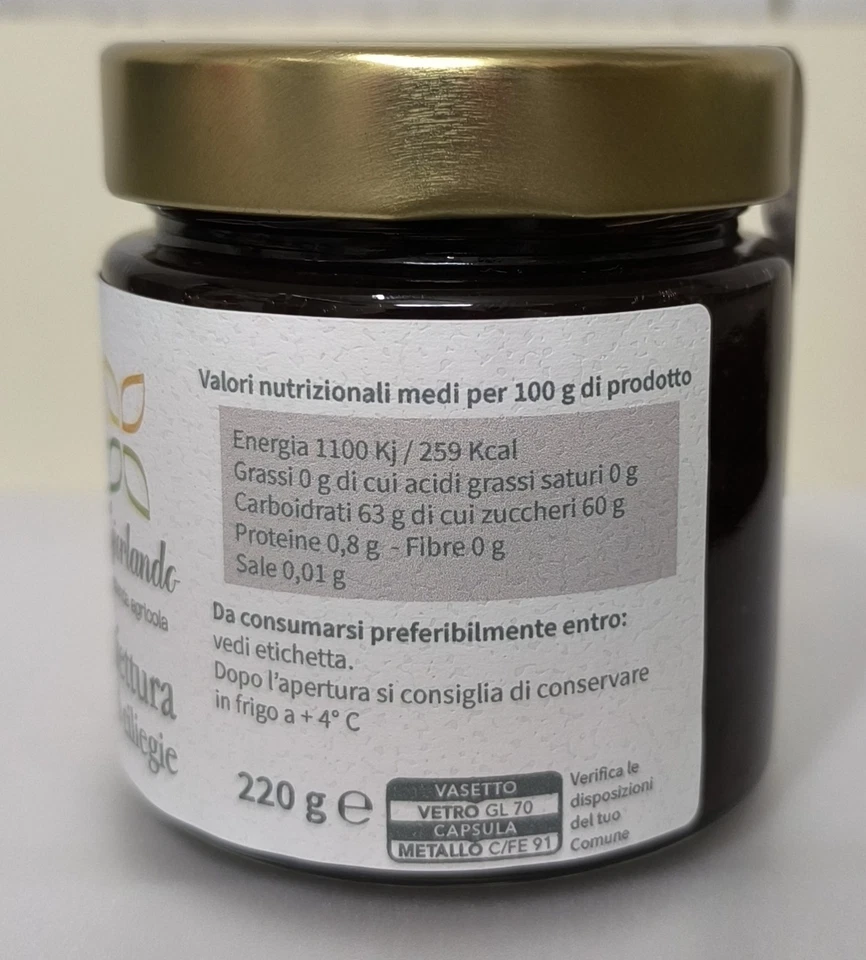 Valori nutrizionali medi per 100 g di prodotto
Energia 1100 Kj / 259 Kcal
Grassi 0 g di cui acidi grassi saturi 0 g
Carboidrati 63 g di cui zuccheri 60 g
Proteine 0,8 g - Fibre 0 g
Sale 0,01 g
Da consumarsi preferibilmente entro:
vedi etichetta.
Dopo l'apertura si consiglia di conservare
in frigo a + 4° C
220 g ℮
VASETTO
VETRO GL 70
CAPSULA
METALLO C/FE 91
Verifica le
disposizioni
del tuo
Comune
agricola